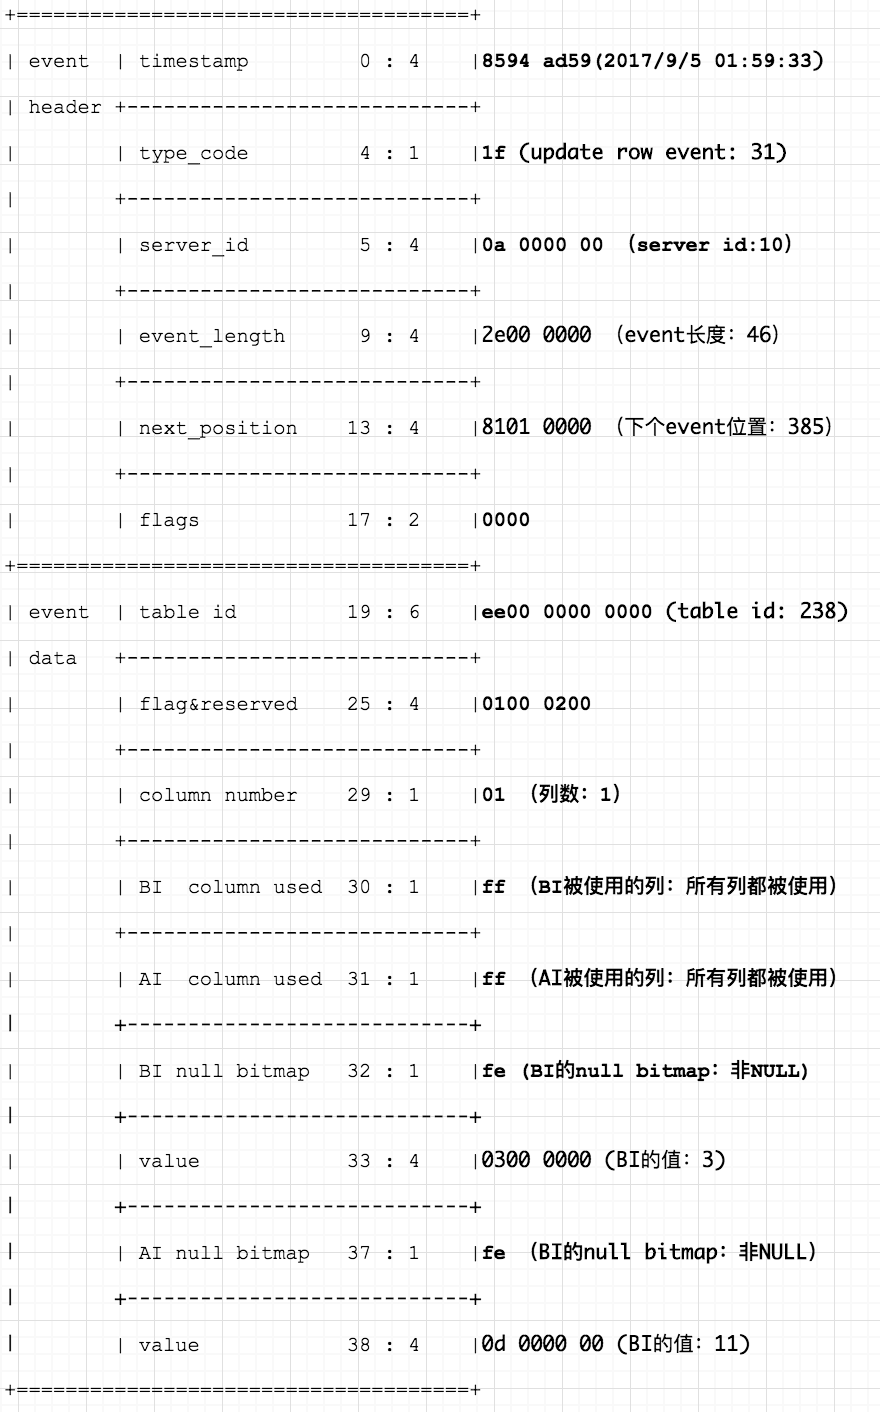 +=====================================+
| event  | timestamp         0 : 4    |8594 ad59(2017/9/5 01:59:33)
| header +----------------------------+
|        | type_code         4 : 1    |1f (update row event: 31)
|        +----------------------------+
|        | server_id         5 : 4    |0a 0000 00 （server id:10）
|        +----------------------------+
|        | event_length      9 : 4    |2e00 0000 （event长度：46）
|        +----------------------------+
|        | next_position    13 : 4    |8101 0000 （下个event位置：385）
|        +----------------------------+
|        | flags            17 : 2    |0000
+=====================================+
| event  | table id         19 : 6    |ee00 0000 0000 (table id: 238)
| data   +----------------------------+
|        | flag&reserved    25 : 4    |0100 0200
|        +----------------------------+
|        | column number    29 : 1    |01 （列数：1）
|        +----------------------------+
|        | BI  column used  30 : 1    |ff （BI被使用的列：所有列都被使用）
|        +----------------------------+
|        | AI  column used  31 : 1    |ff （AI被使用的列：所有列都被使用）
|        +----------------------------+
|        | BI null bitmap   32 : 1    |fe (BI的null bitmap：非NULL)
|        +----------------------------+
|        | value            33 : 4    |0300 0000 (BI的值：3)
|        +----------------------------+
|        | AI null bitmap   37 : 1    |fe （BI的null bitmap：非NULL）
|        +----------------------------+
|        | value            38 : 4    |0d 0000 00 (BI的值：11)
+=====================================+